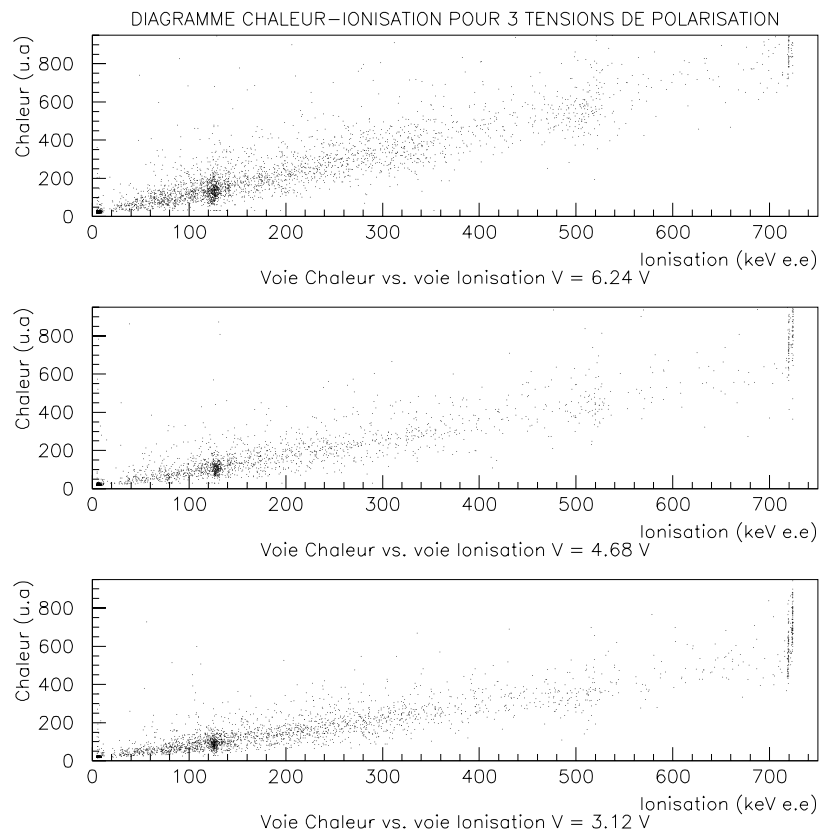 DIAGRAMME CHALEUR-IONISATION POUR 3 TENSIONS DE POLARISATION
Chaleur (u.a)
800
600
400
200
0
0 100 200 300 400 500 600 700
Ionisation (keV e.e)
Voie Chaleur vs. voie Ionisation V = 6.24 V
Chaleur (u.a)
800
600
400
200
0
0 100 200 300 400 500 600 700
Ionisation (keV e.e)
Voie Chaleur vs. voie Ionisation V = 4.68 V
Chaleur (u.a)
800
600
400
200
0
0 100 200 300 400 500 600 700
Ionisation (keV e.e)
Voie Chaleur vs. voie Ionisation V = 3.12 V